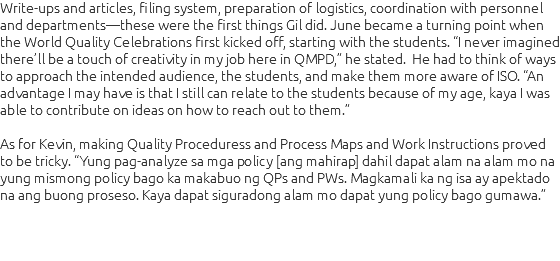 Write-ups and articles, filing system, preparation of logistics, coordination with personnel
and departments—these were the first things Gil did. June became a turning point when
the World Quality Celebrations first kicked off, starting with the students. “I never imagined
there’ll be a touch of creativity in my job here in QMPD,” he stated.  He had to think of ways
to approach the intended audience, the students, and make them more aware of ISO. “An
advantage I may have is that I still can relate to the students because of my age, kaya I was
able to contribute on ideas on how to reach out to them.”

As for Kevin, making Quality Proceduress and Process Maps and Work Instructions proved
to be tricky. “Yung pag-analyze sa mga policy [ang mahirap] dahil dapat alam na alam mo na
yung mismong policy bago ka makabuo ng QPs and PWs. Magkamali ka ng isa ay apektado
na ang buong proseso. Kaya dapat siguradong alam mo dapat yung policy bago gumawa.”